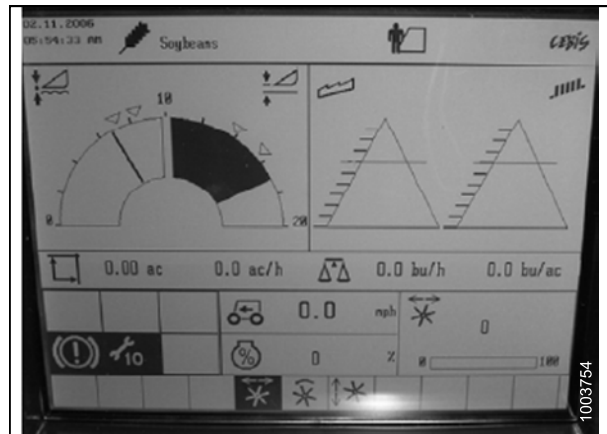 02.11.2006
05:54:33 AM
Soybeans
CEBIS
10
0
20
0.00 ac
0.0 ac/h
0.0 bu/h
0.0 bu/ac
0.0 mph
0
10
% 0 %
0 100
1003754